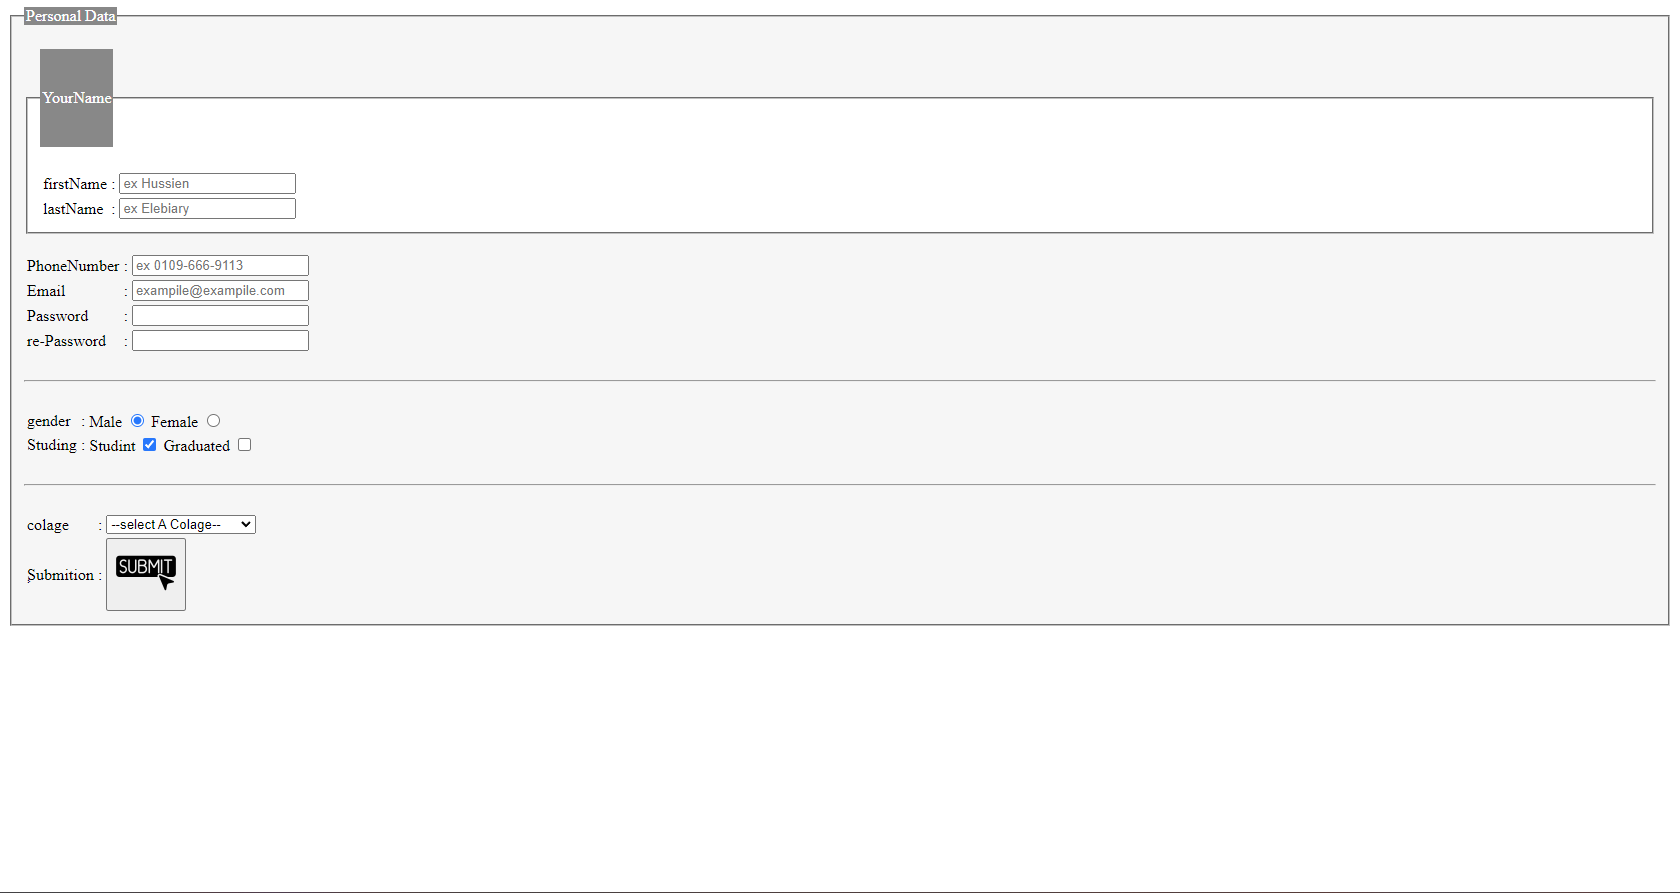 Personal Data
YourName
firstName : ex Hussien
lastName : ex Elebiary
PhoneNumber : ex 0109-666-9113
Email : exampile@exampile.com
Password :
re-Password :
gender : Male Female
Studing : Studint Graduated
colage : --select A Colage--
Submition : SUBMIT